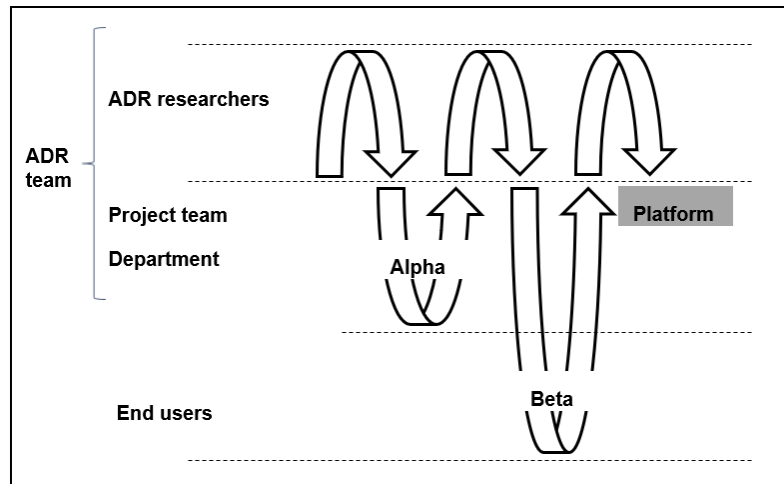 ADR researchers
ADR
team
Project team
Platform
Department
Alpha
Beta
End users